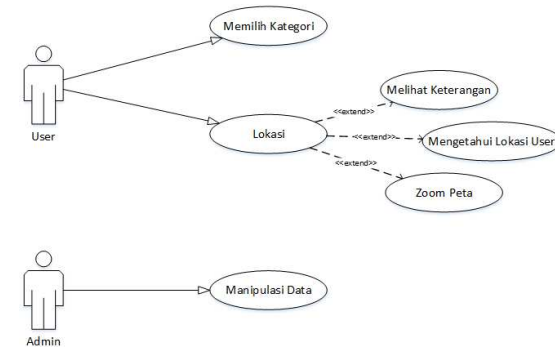 Memilih Kategori
User
Lokasi
<<extend>>
Melihat Keterangan
<<extend>>
Mengetahui Lokasi User
<<extend>>
Zoom Peta
Admin
Manipulasi Data